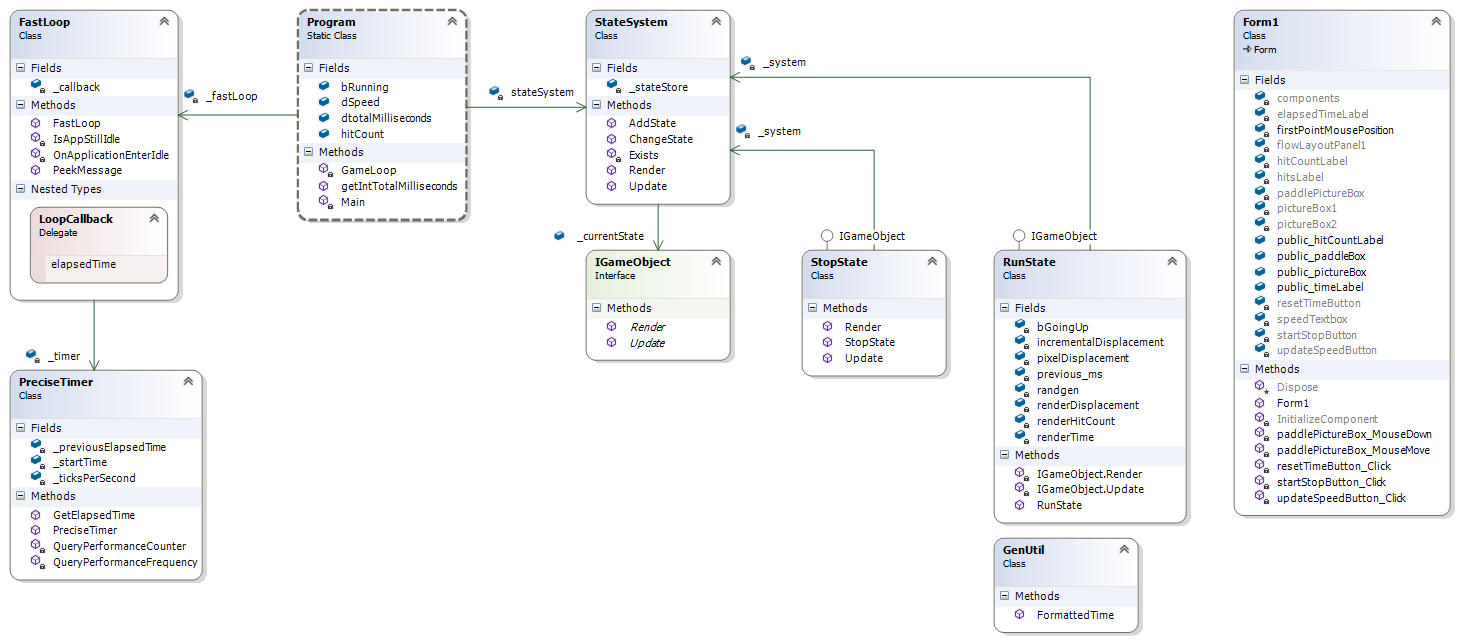 FastLoop
Class
Fields
_callback
Methods
FastLoop
IsAppStillIdle
OnApplicationEnterIdle
PeekMessage
Nested Types
LoopCallback
Delegate
elapsedTime
_timer
PreciseTimer
Class
Fields
_previousElapsedTime
_startTime
_ticksPerSecond
Methods
GetElapsedTime
PreciseTimer
QueryPerformanceCounter
QueryPerformanceFrequency
_fastLoop
Program
Static Class
Fields
bRunning
dSpeed
dtotalMilliseconds
hitCount
Methods
GameLoop
getIntTotalMilliseconds
Main
stateSystem
StateSystem
Class
Fields
_stateStore
Methods
AddState
ChangeState
Exists
Render
Update
_currentState
IGameObject
Interface
Methods
Render
Update
_system
_system
IGameObject
StopState
Class
Methods
Render
StopState
Update
IGameObject
RunState
Class
Fields
bGoingUp
incrementalDisplacement
pixelDisplacement
previous_ms
randgen
renderDisplacement
renderHitCount
renderTime
Methods
IGameObject.Render
IGameObject.Update
RunState
GenUtil
Class
Methods
FormattedTime
Form1
Class
Form
Fields
components
elapsedTimeLabel
firstPointMousePosition
flowLayoutPanel1
hitCountLabel
hitsLabel
paddlePictureBox
pictureBox1
pictureBox2
public_hitCountLabel
public_paddleBox
public_pictureBox
public_timeLabel
resetTimeButton
speedTextbox
startStopButton
updateSpeedButton
Methods
Dispose
Form1
InitializeComponent
paddlePictureBox_MouseDown
paddlePictureBox_MouseMove
resetTimeButton_Click
startStopButton_Click
updateSpeedButton_Click